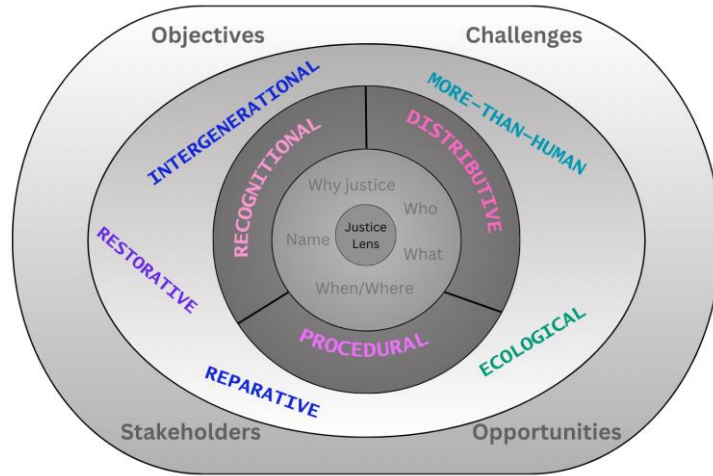 Objectives
Challenges
INTERGENERATIONAL
MORE-THAN-HUMAN
RECOGNITIONAL
DISTRIBUTIVE
Why justice
Who
Justice
Lens
Name
What
When/Where
RESTORATIVE
PROCEDURAL
ECOLOGICAL
REPARATIVE
Stakeholders
Opportunities